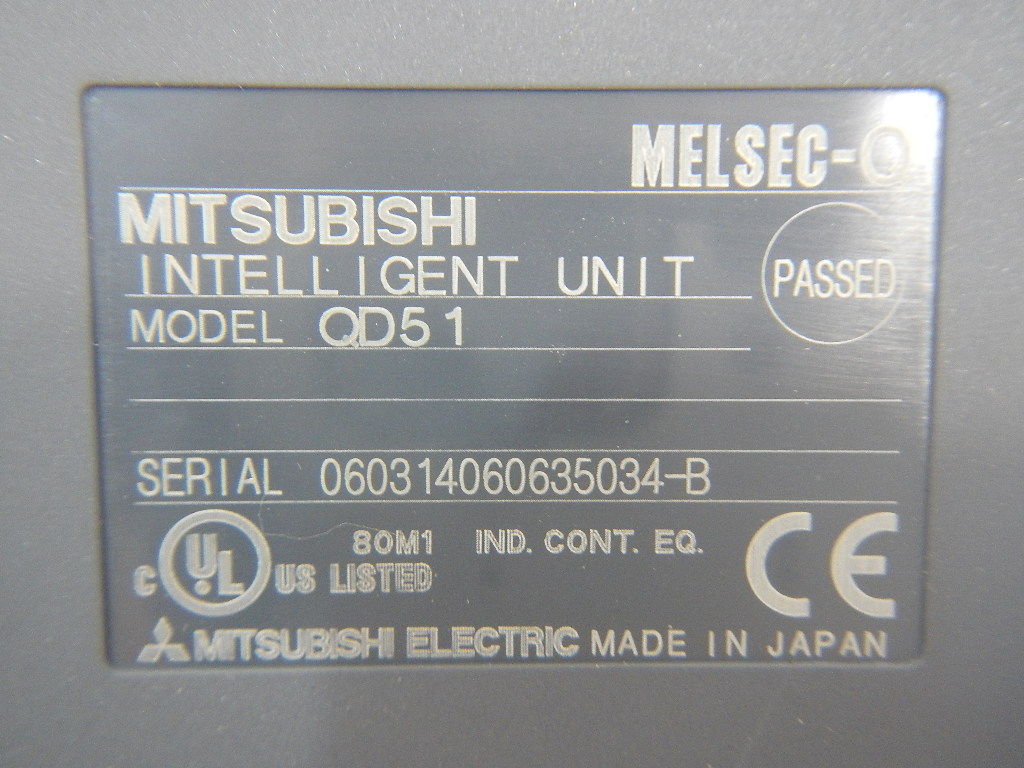 MELSEC-Q
MITSUBISHI
INTELLIGENT UNIT
PASSED
MODEL QD51
SERIAL 060314060635034-B
C UL US LISTED 80M1 IND. CONT. EQ.
CE
MITSUBISHI ELECTRIC MADE IN JAPAN